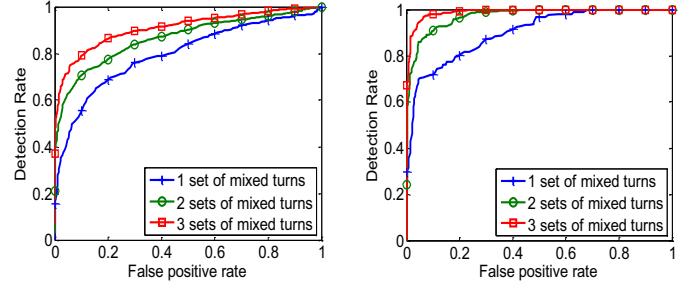 1
0.8
0.6
0.4
0.2
0
Detection Rate
1 set of mixed turns
2 sets of mixed turns
3 sets of mixed turns
0 0.2 0.4 0.6 0.8 1
False positive rate
1
0.8
0.6
0.4
0.2
0
Detection Rate
1 set of mixed turns
2 sets of mixed turns
3 sets of mixed turns
0 0.2 0.4 0.6 0.8 1
False positive rate